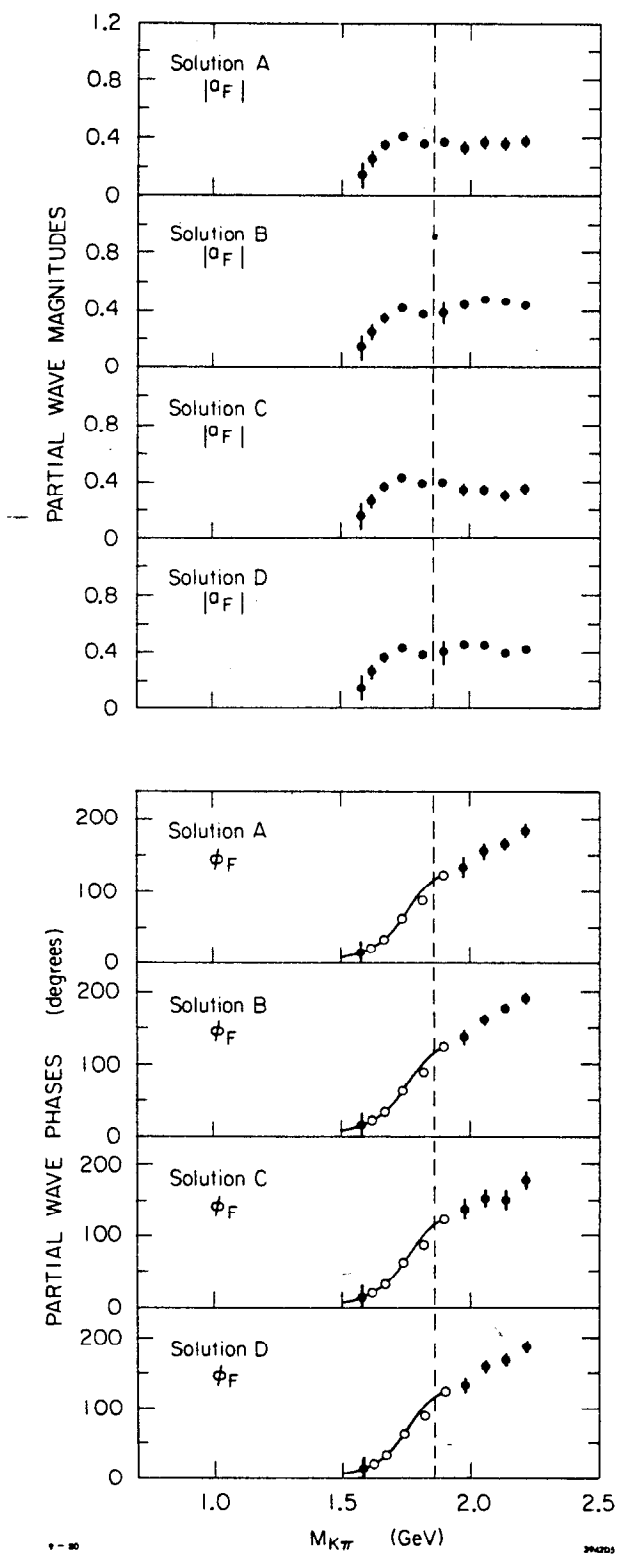 1.2
0.8
0.4
0
Solution A
|aF|
0.8
0.4
0
Solution B
|aF|
0.8
0.4
0
Solution C
|aF|
0.8
0.4
0
Solution D
|aF|
PARTIAL WAVE MAGNITUDES
200
100
0
Solution A
ϕF
200
100
0
Solution B
ϕF
200
100
0
Solution C
ϕF
200
100
0
Solution D
ϕF
PARTIAL WAVE PHASES (degrees)
1.0 1.5 2.0 2.5
MKπ (GeV)
9 - 80
3942D5